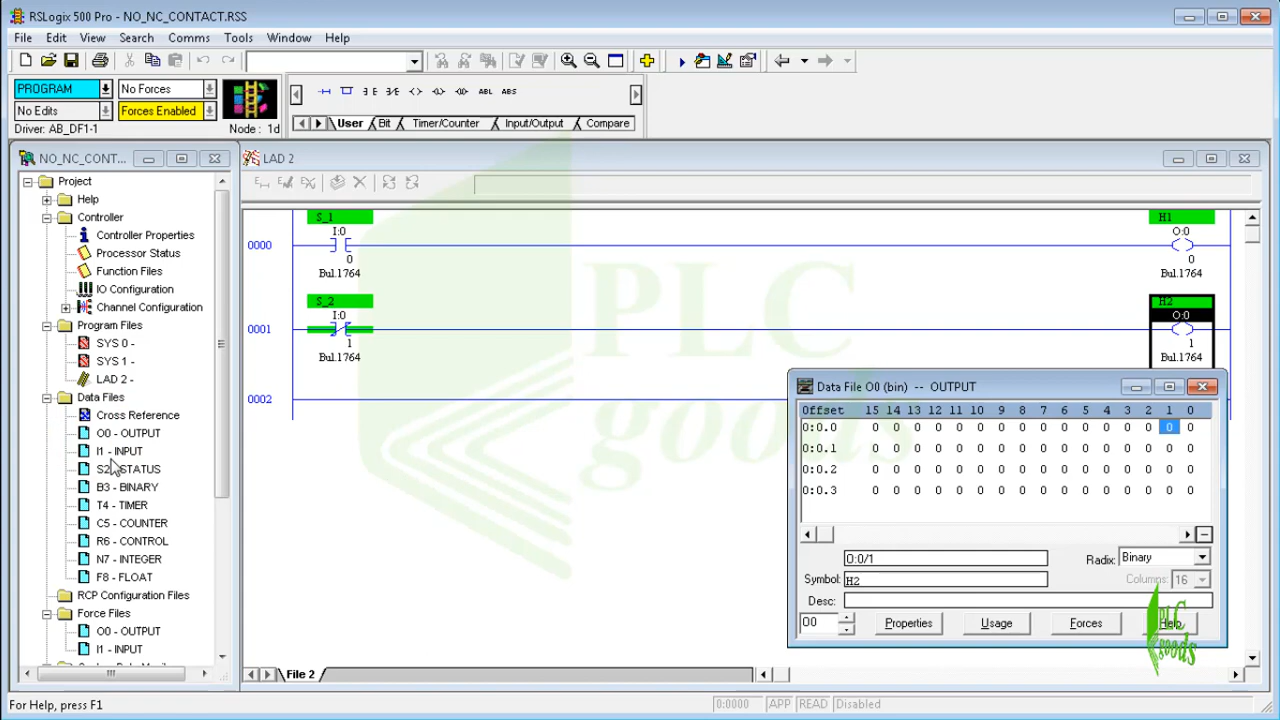 RSLogix 500 Pro - NO_NC_CONTACT.RSS
File Edit View Search Comms Tools Window Help
PROGRAM No Forces
No Edits Forces Enabled
Driver: AB_DF1-1 Node : 1d
ABL ABS
User Bit Timer/Counter Input/Output Compare
NO_NC_CONT...
Project
Help
Controller
Controller Properties
Processor Status
Function Files
IO Configuration
Channel Configuration
Program Files
SYS 0 -
SYS 1 -
LAD 2 -
Data Files
Cross Reference
O0 - OUTPUT
I1 - INPUT
S2 - STATUS
B3 - BINARY
T4 - TIMER
C5 - COUNTER
R6 - CONTROL
N7 - INTEGER
F8 - FLOAT
RCP Configuration Files
Force Files
O0 - OUTPUT
I1 - INPUT
LAD 2
S_1 H1
I:0 O:0
0000
0 0
Bul.1764 Bul.1764
S_2 H2
I:0 O:0
0001
1 1
Bul.1764 Bul.1764
0002
PLC
goods
Data File O0 (bin) -- OUTPUT
Offset 15 14 13 12 11 10 9 8 7 6 5 4 3 2 1 0
O:0.0 0 0 0 0 0 0 0 0 0 0 0 0 0 0 0 0
O:0.1 0 0 0 0 0 0 0 0 0 0 0 0 0 0 0 0
O:0.2 0 0 0 0 0 0 0 0 0 0 0 0 0 0 0 0
O:0.3 0 0 0 0 0 0 0 0 0 0 0 0 0 0 0 0
O:0/1 Radix: Binary
Symbol: H2 Columns: 16
Desc:
O0 Properties Usage Forces Help
PLC
goods
File 2
For Help, press F1 0:0000 APP READ Disabled